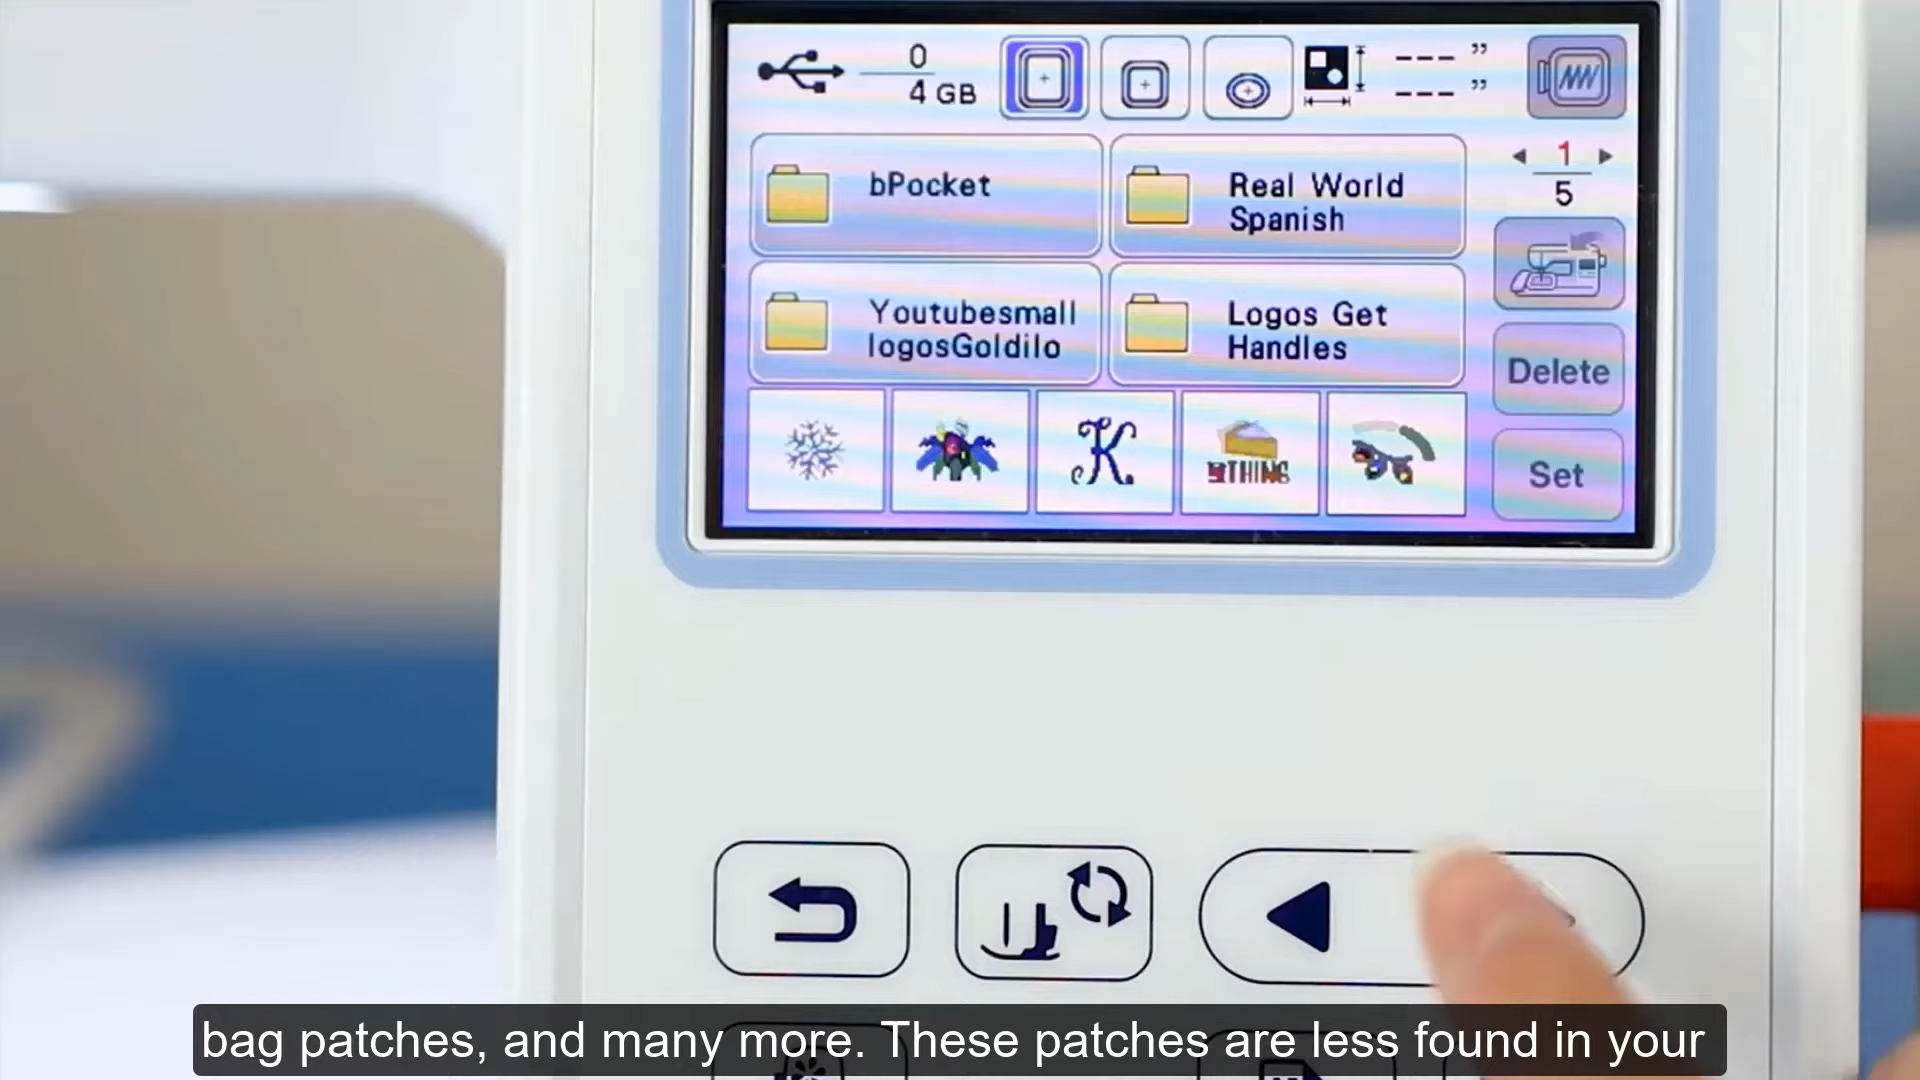 0
4 GB
--- ”
--- ”
1
5
bPocket
Real World
Spanish
Youtubesmall
logosGoldilo
Logos Get
Handles
Delete
K
THING
Set
bag patches, and many more. These patches are less found in your